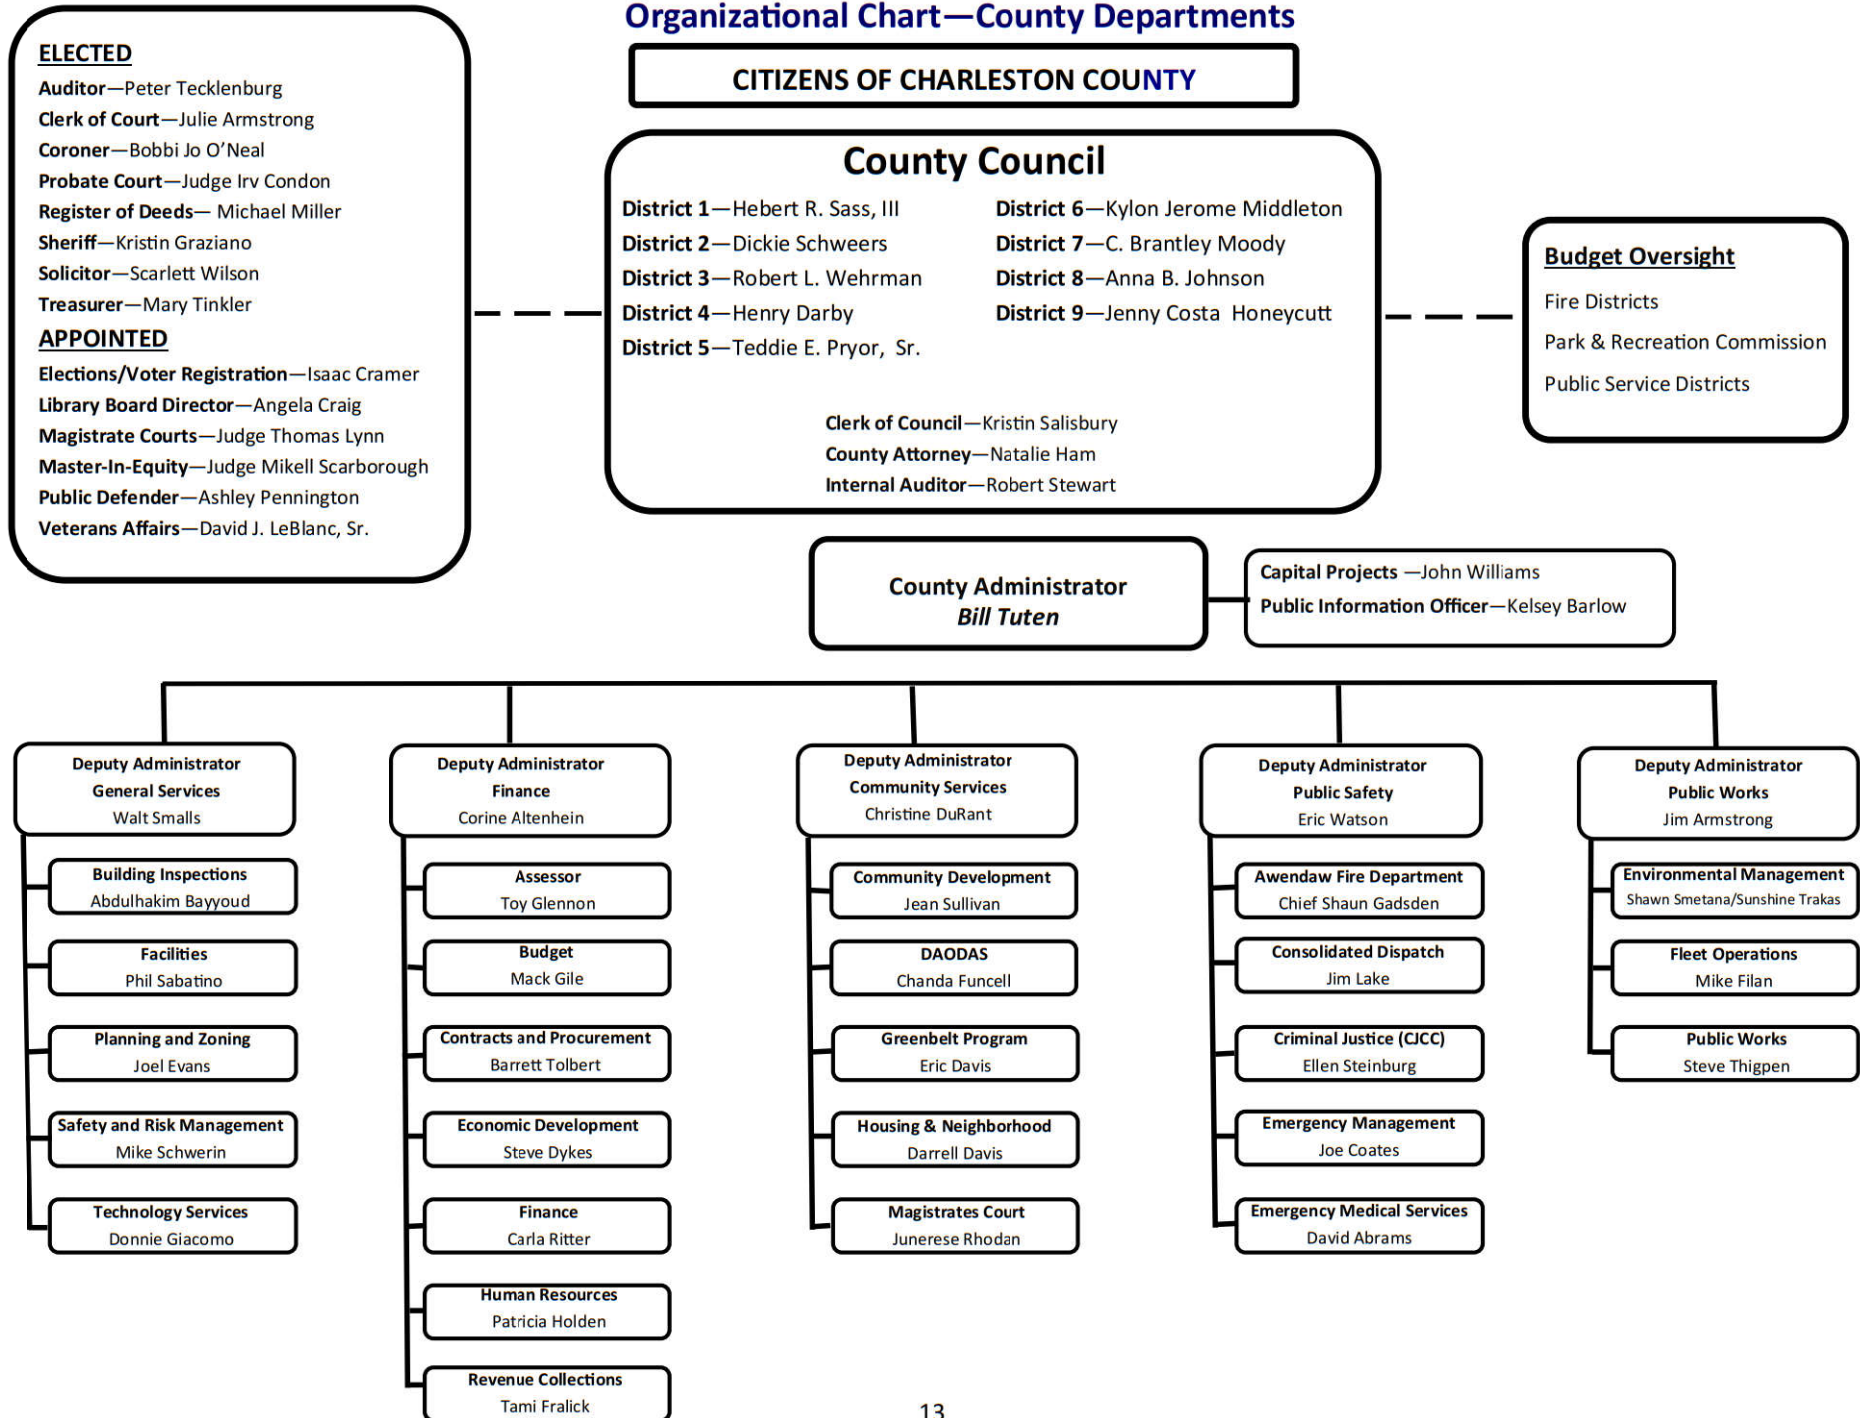 Organizational Chart—County Departments
CITIZENS OF CHARLESTON COUNTY
ELECTED
Auditor—Peter Tecklenburg
Clerk of Court—Julie Armstrong
Coroner—Bobbi Jo O’Neal
Probate Court—Judge Irv Condon
Register of Deeds— Michael Miller
Sheriff—Kristin Graziano
Solicitor—Scarlett Wilson
Treasurer—Mary Tinkler
APPOINTED
Elections/Voter Registration—Isaac Cramer
Library Board Director—Angela Craig
Magistrate Courts—Judge Thomas Lynn
Master-In-Equity—Judge Mikell Scarborough
Public Defender—Ashley Pennington
Veterans Affairs—David J. LeBlanc, Sr.
County Council
District 1—Hebert R. Sass, III
District 2—Dickie Schweers
District 3—Robert L. Wehrman
District 4—Henry Darby
District 5—Teddie E. Pryor, Sr.
District 6—Kylon Jerome Middleton
District 7—C. Brantley Moody
District 8—Anna B. Johnson
District 9—Jenny Costa Honeycutt
Clerk of Council—Kristin Salisbury
County Attorney—Natalie Ham
Internal Auditor—Robert Stewart
Budget Oversight
Fire Districts
Park & Recreation Commission
Public Service Districts
County Administrator
Bill Tuten
Capital Projects —John Williams
Public Information Officer—Kelsey Barlow
Deputy Administrator
General Services
Walt Smalls
Building Inspections
Abdulhakim Bayyoud
Facilities
Phil Sabatino
Planning and Zoning
Joel Evans
Safety and Risk Management
Mike Schwerin
Technology Services
Donnie Giacomo
Deputy Administrator
Finance
Corine Altenhein
Assessor
Toy Glennon
Budget
Mack Gile
Contracts and Procurement
Barrett Tolbert
Economic Development
Steve Dykes
Finance
Carla Ritter
Human Resources
Patricia Holden
Revenue Collections
Tami Fralick
Deputy Administrator
Community Services
Christine DuRant
Community Development
Jean Sullivan
DAODAS
Chanda Funcell
Greenbelt Program
Eric Davis
Housing & Neighborhood
Darrell Davis
Magistrates Court
Junerese Rhodan
Deputy Administrator
Public Safety
Eric Watson
Awendaw Fire Department
Chief Shaun Gadsden
Consolidated Dispatch
Jim Lake
Criminal Justice (CJCC)
Ellen Steinburg
Emergency Management
Joe Coates
Emergency Medical Services
David Abrams
Deputy Administrator
Public Works
Jim Armstrong
Environmental Management
Shawn Smetana/Sunshine Trakas
Fleet Operations
Mike Filan
Public Works
Steve Thigpen
13